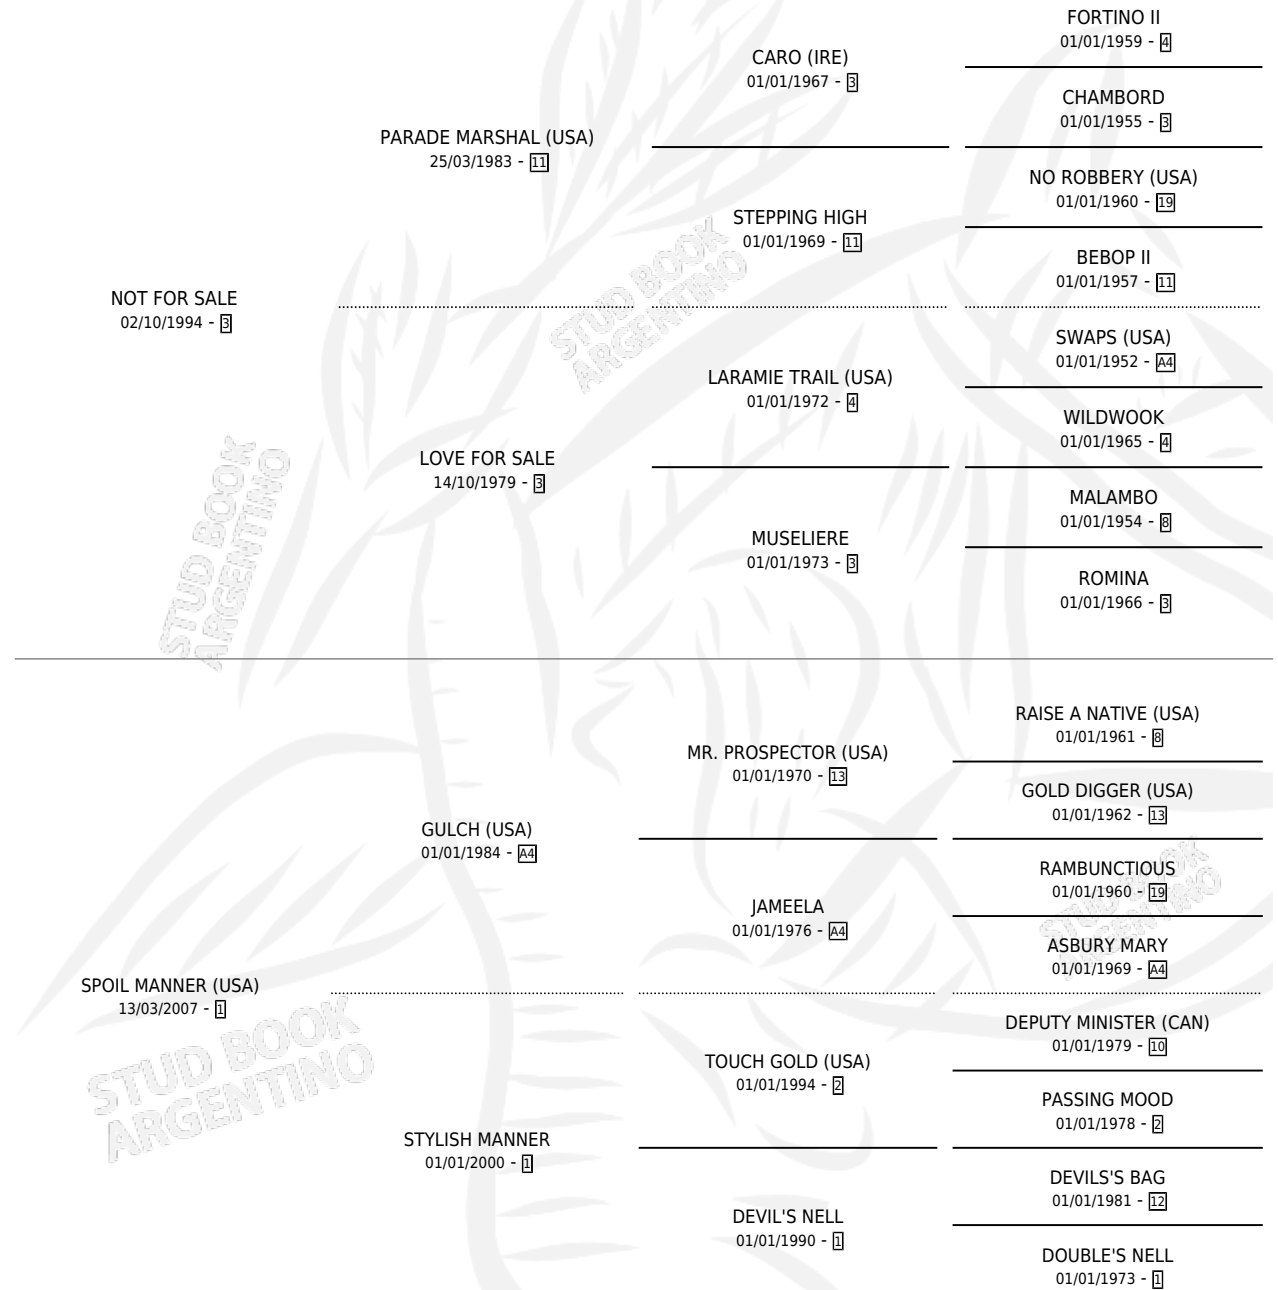 NOT FOR SALE
02/10/1994 - 3
PARADE MARSHAL (USA)
25/03/1983 - 11
LOVE FOR SALE
14/10/1979 - 3
CARO (IRE)
01/01/1967 - 3
STEPPING HIGH
01/01/1969 - 11
LARAMIE TRAIL (USA)
01/01/1972 - 4
MUSELIERE
01/01/1973 - 3
FORTINO II
01/01/1959 - 4
CHAMBORD
01/01/1955 - 3
NO ROBBERY (USA)
01/01/1960 - 19
BEBOP II
01/01/1957 - 11
SWAPS (USA)
01/01/1952 - A4
WILDWOOK
01/01/1965 - 4
MALAMBO
01/01/1954 - 8
ROMINA
01/01/1966 - 3
SPOIL MANNER (USA)
13/03/2007 - 1
GULCH (USA)
01/01/1984 - A4
STYLISH MANNER
01/01/2000 - 1
MR. PROSPECTOR (USA)
01/01/1970 - 13
JAMEELA
01/01/1976 - A4
TOUCH GOLD (USA)
01/01/1994 - 2
DEVIL'S NELL
01/01/1990 - 1
RAISE A NATIVE (USA)
01/01/1961 - 8
GOLD DIGGER (USA)
01/01/1962 - 13
RAMBUNCTIOUS
01/01/1960 - 19
ASBURY MARY
01/01/1969 - A4
DEPUTY MINISTER (CAN)
01/01/1979 - 10
PASSING MOOD
01/01/1978 - 2
DEVILS'S BAG
01/01/1981 - 12
DOUBLE'S NELL
01/01/1973 - 1
STUD BOOK
ARGENTINO
STUD BOOK
ARGENTINO
STUD BOOK
ARGENTINO
STUD BOOK
ARGENTINO